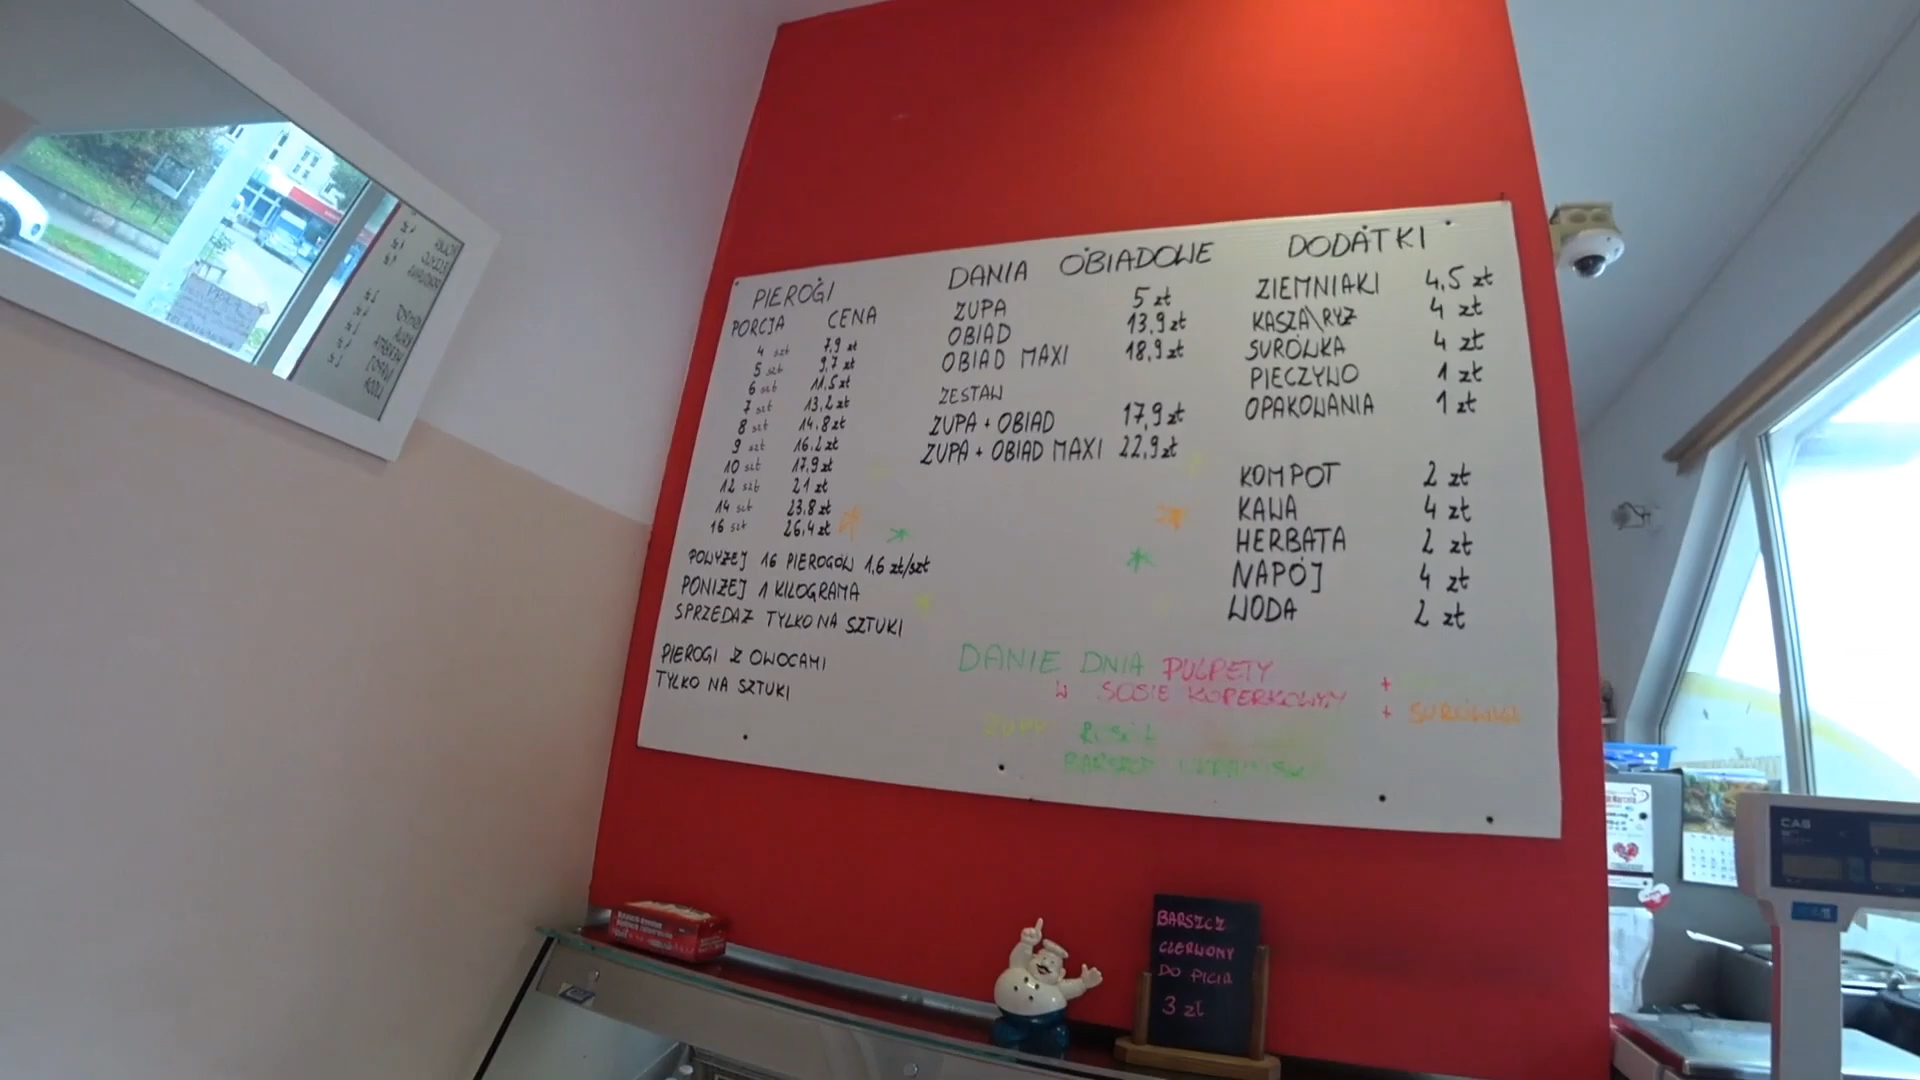 PIEROGI
PORCJA CENA
4 szt 7,9 zł
5 szt 9,7 zł
6 szt 11,5 zł
7 szt 13,2 zł
8 szt 14,8 zł
9 szt 16,2 zł
10 szt 17,9 zł
12 szt 21 zł
14 szt 23,8 zł
16 szt 26,4 zł
POWYŻEJ 16 PIEROGÓW 1,6 zł/szt
PONIŻEJ 1 KILOGRAMA
SPRZEDAŻ TYLKO NA SZTUKI
PIEROGI Z OWOCAMI
TYLKO NA SZTUKI
DANIA OBIADOWE
ZUPA 5 zł
OBIAD 13,9 zł
OBIAD MAXI 18,9 zł
ZESTAW
ZUPA + OBIAD 17,9 zł
ZUPA + OBIAD MAXI 22,9 zł
DODATKI
ZIEMNIAKI 4,5 zł
KASZA\RYŻ 4 zł
SURÓWKA 4 zł
PIECZYWO 1 zł
OPAKOWANIA 1 zł
KOMPOT 2 zł
KAWA 4 zł
HERBATA 2 zł
NAPÓJ 4 zł
WODA 2 zł
DANIE DNIA PULPETY +
W SOSIE KOPERKOWYM + SURÓWKA
ZUPA ROSÓŁ
BARSZCZ
BARSZCZ
CZERWONY
DO PICIA
3 zł
CAS